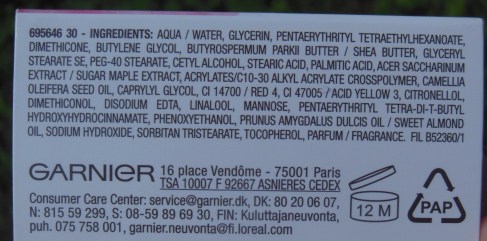 695646 30 - INGREDIENTS: AQUA / WATER, GLYCERIN, PENTAERYTHRITYL TETRAETHYLHEXANOATE,
DIMETHICONE, BUTYLENE GLYCOL, BUTYROSPERMUM PARKII BUTTER / SHEA BUTTER, GLYCERYL
STEARATE SE, PEG-40 STEARATE, CETYL ALCOHOL, STEARIC ACID, PALMITIC ACID, ACER SACCHARINUM
EXTRACT / SUGAR MAPLE EXTRACT, ACRYLATES/C10-30 ALKYL ACRYLATE CROSSPOLYMER, CAMELLIA
OLEIFERA SEED OIL, CAPRYLYL GLYCOL, CI 14700 / RED 4, CI 47005 / ACID YELLOW 3, CITRONELLOL,
DIMETHICONOL, DISODIUM EDTA, LINALOOL, MANNOSE, PENTAERYTHRITYL TETRA-DI-T-BUTYL
HYDROXYHYDROCINNAMATE, PHENOXYETHANOL, PRUNUS AMYGDALUS DULCIS OIL / SWEET ALMOND
OIL, SODIUM HYDROXIDE, SORBITAN TRISTEARATE, TOCOPHEROL, PARFUM / FRAGRANCE. FIL B52360/1
GARNIER 16 place Vendôme - 75001 Paris
TSA 10007 F 92667 ASNIERES CEDEX
Consumer Care Center: service@garnier.dk, DK: 80 20 06 07,
N: 815 59 299, S: 08-59 89 69 30, FIN: Kuluttajaneuvonta,
puh. 075 758 001, garnier.neuvonta@fi.loreal.com
12 M
PAP